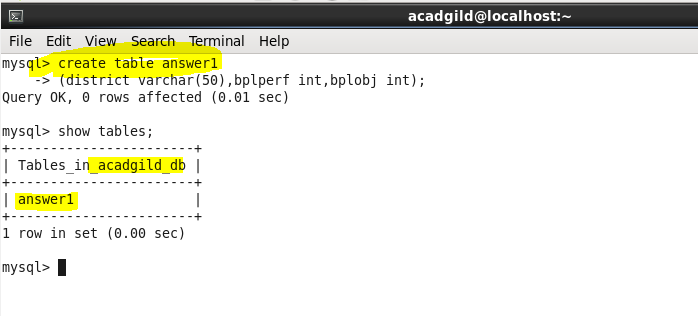 acadgild@localhost:~
File Edit View Search Terminal Help
mysql> create table answer1
    -> (district varchar(50),bplperf int,bplobj int);
Query OK, 0 rows affected (0.01 sec)
mysql> show tables;
+-----------------------+
| Tables_in_acadgild_db |
+-----------------------+
| answer1               |
+-----------------------+
1 row in set (0.00 sec)
mysql>